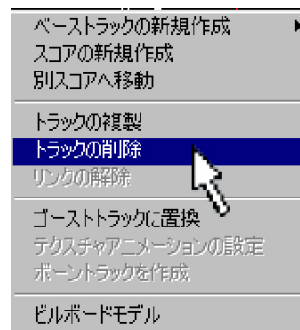 ベーストラックの新規作成
スコアの新規作成
別スコアへ移動
トラックの複製
トラックの削除
リンクの解除
ゴーストトラックに置換
テクスチャアニメーションの設定
ボーントラックを作成
ビルボードモデル